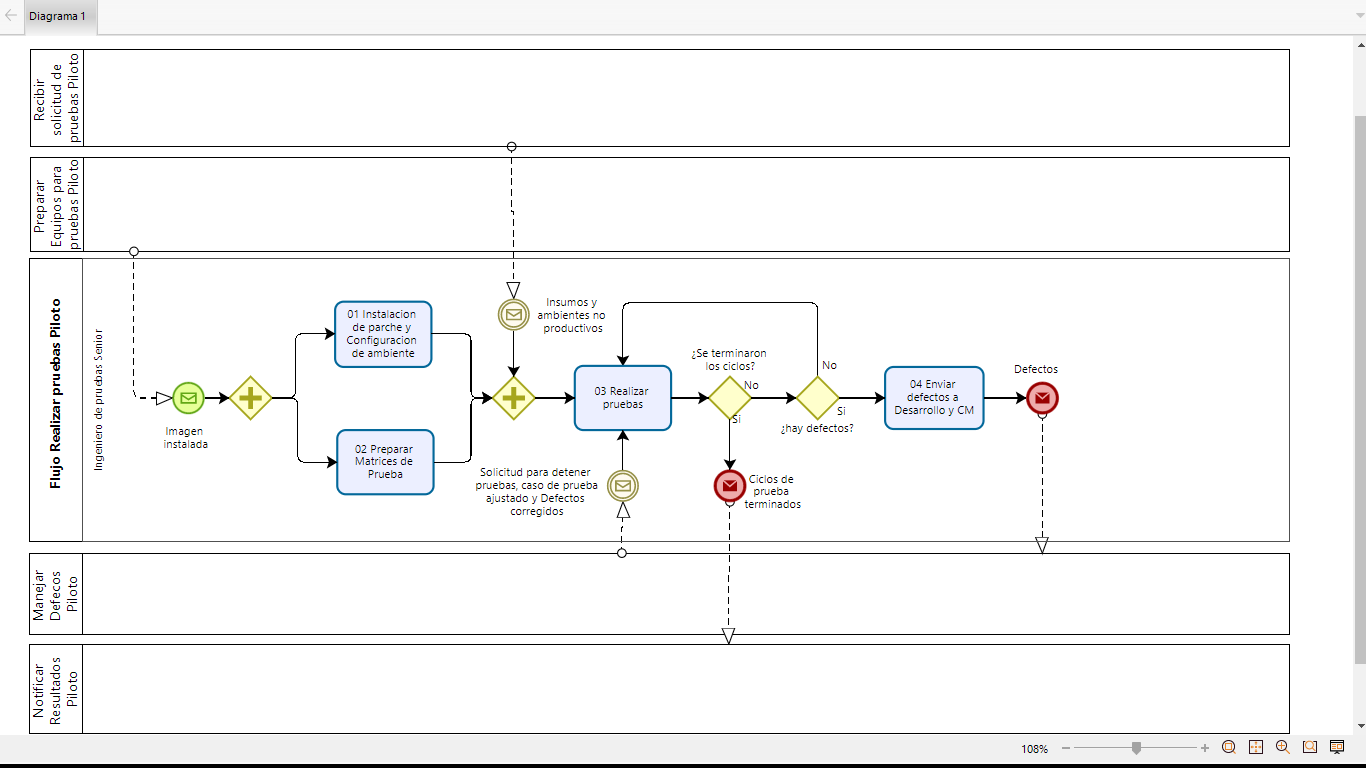 Diagrama 1
Recibir
solicitud de
pruebas Piloto
Preparar
Equipos para
pruebas Piloto
Flujo Realizar pruebas Piloto
Ingeniero de pruebas Senior
Imagen
instalada
01 Instalacion
de parche y
Configuracion
de ambiente
02 Preparar
Matrices de
Prueba
Insumos y
ambientes no
productivos
03 Realizar
pruebas
Solicitud para detener
pruebas, caso de prueba
ajustado y Defectos
corregidos
¿Se terminaron
los ciclos?
No
Si
Ciclos de
prueba
terminados
No
Si
¿hay defectos?
04 Enviar
defectos a
Desarrollo y CM
Defectos
Manejar
Defecos
Piloto
Notificar
Resultados
Piloto
108%